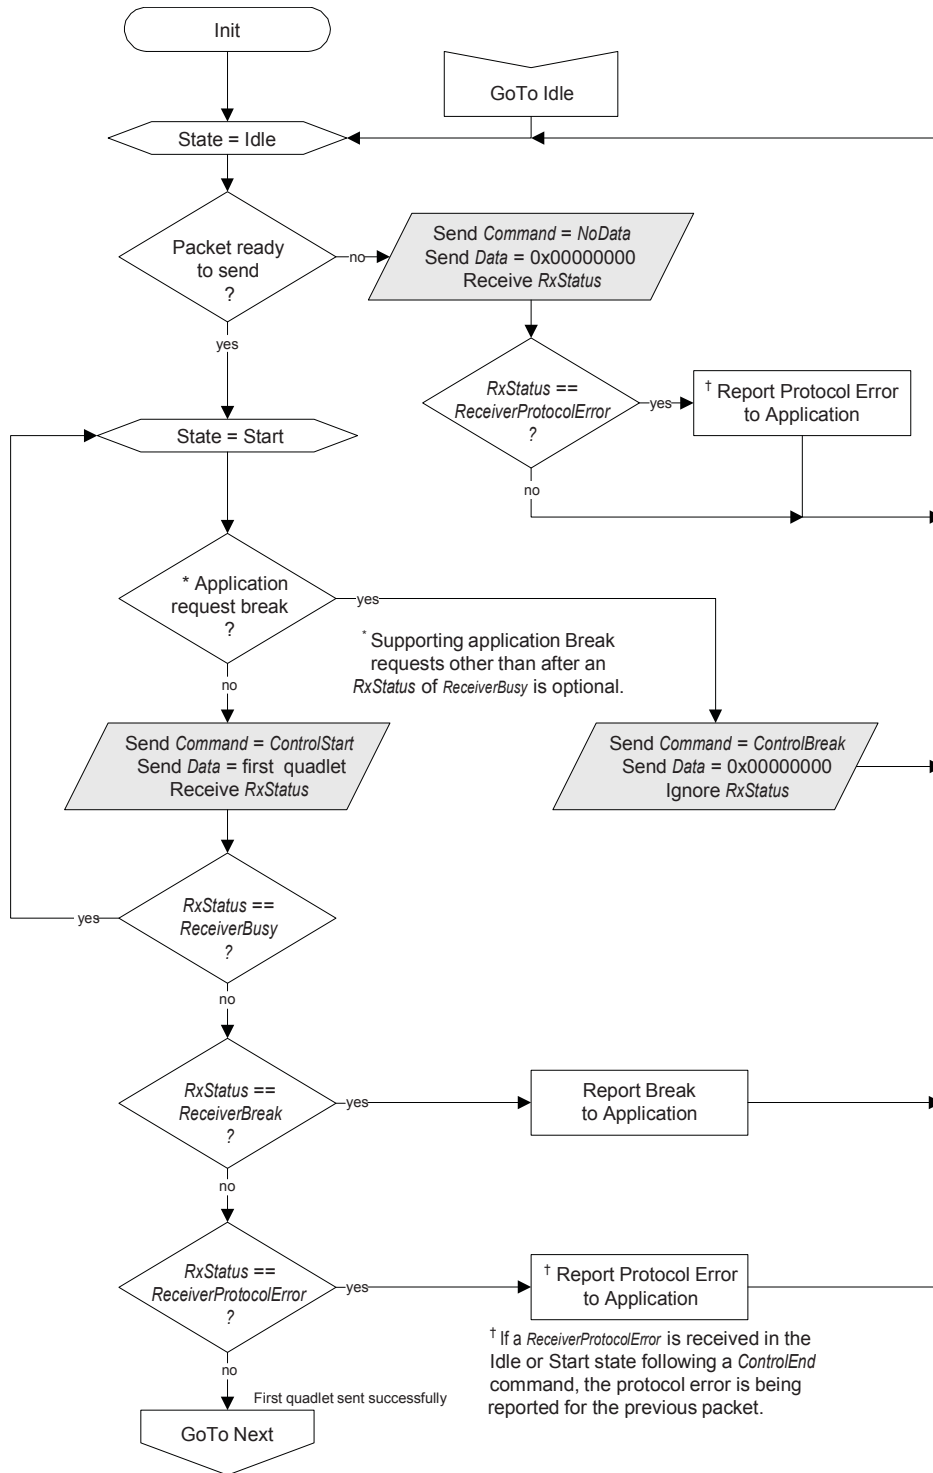 Init
GoTo Idle
State = Idle
Packet ready
to send
?
no
Send Command = NoData
Send Data = 0x00000000
Receive RxStatus
yes
RxStatus ==
ReceiverProtocolError
?
yes
† Report Protocol Error
to Application
no
State = Start
* Application
request break
?
yes
* Supporting application Break
requests other than after an
RxStatus of ReceiverBusy is optional.
no
Send Command = ControlStart
Send Data = first quadlet
Receive RxStatus
Send Command = ControlBreak
Send Data = 0x00000000
Ignore RxStatus
RxStatus ==
ReceiverBusy
?
yes
no
RxStatus ==
ReceiverBreak
?
yes
Report Break
to Application
no
RxStatus ==
ReceiverProtocolError
?
yes
† Report Protocol Error
to Application
† If a ReceiverProtocolError is received in the
Idle or Start state following a ControlEnd
command, the protocol error is being
reported for the previous packet.
no
First quadlet sent successfully
GoTo Next